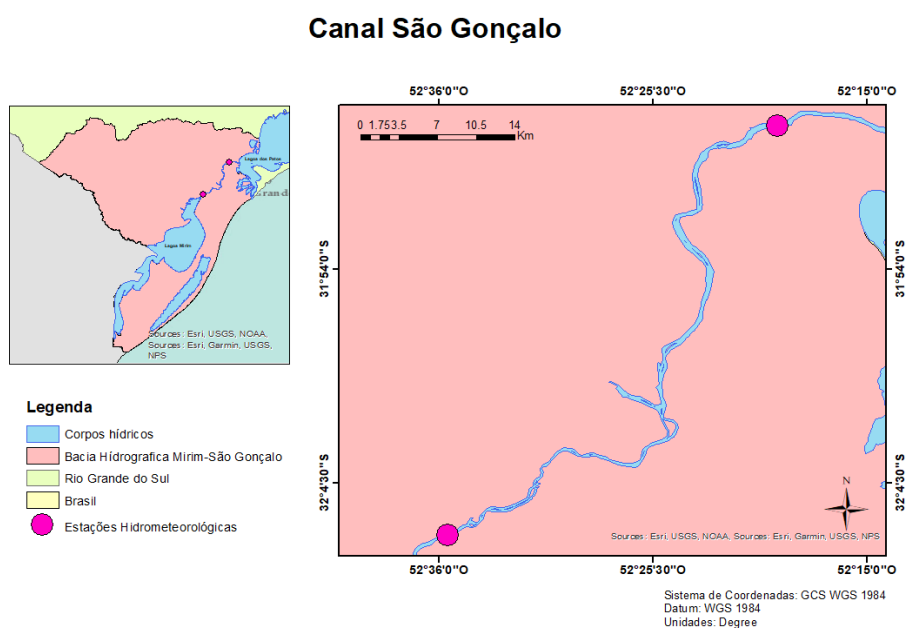 Canal São Gonçalo
52°36'0"O
52°25'30"O
52°15'0"O
0 1.753.5 7 10.5 14
Km
Lagoa dos Patos
ran d
Lagoa Mirim
Sources: Esri, USGS, NOAA,
Sources: Esri, Garmin, USGS,
NPS
31°54'0"S
31°54'0"S
32°4'30"S
32°4'30"S
N
Sources: Esri, USGS, NOAA, Sources: Esri, Garmin, USGS, NPS
52°36'0"O
52°25'30"O
52°15'0"O
Legenda
Corpos hídricos
Bacia Hídrografica Mirim-São Gonçalo
Rio Grande do Sul
Brasil
Estações Hidrometeorológicas
Sistema de Coordenadas: GCS WGS 1984
Datum: WGS 1984
Unidades: Degree